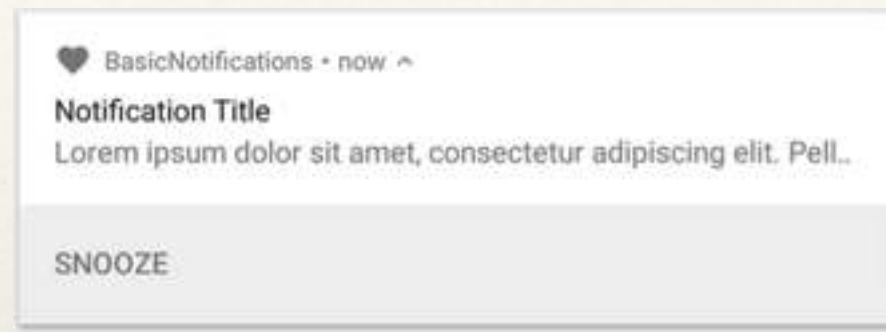 BasicNotifications • now
Notification Title
Lorem ipsum dolor sit amet, consectetur adipiscing elit. Pell..
SNOOZE